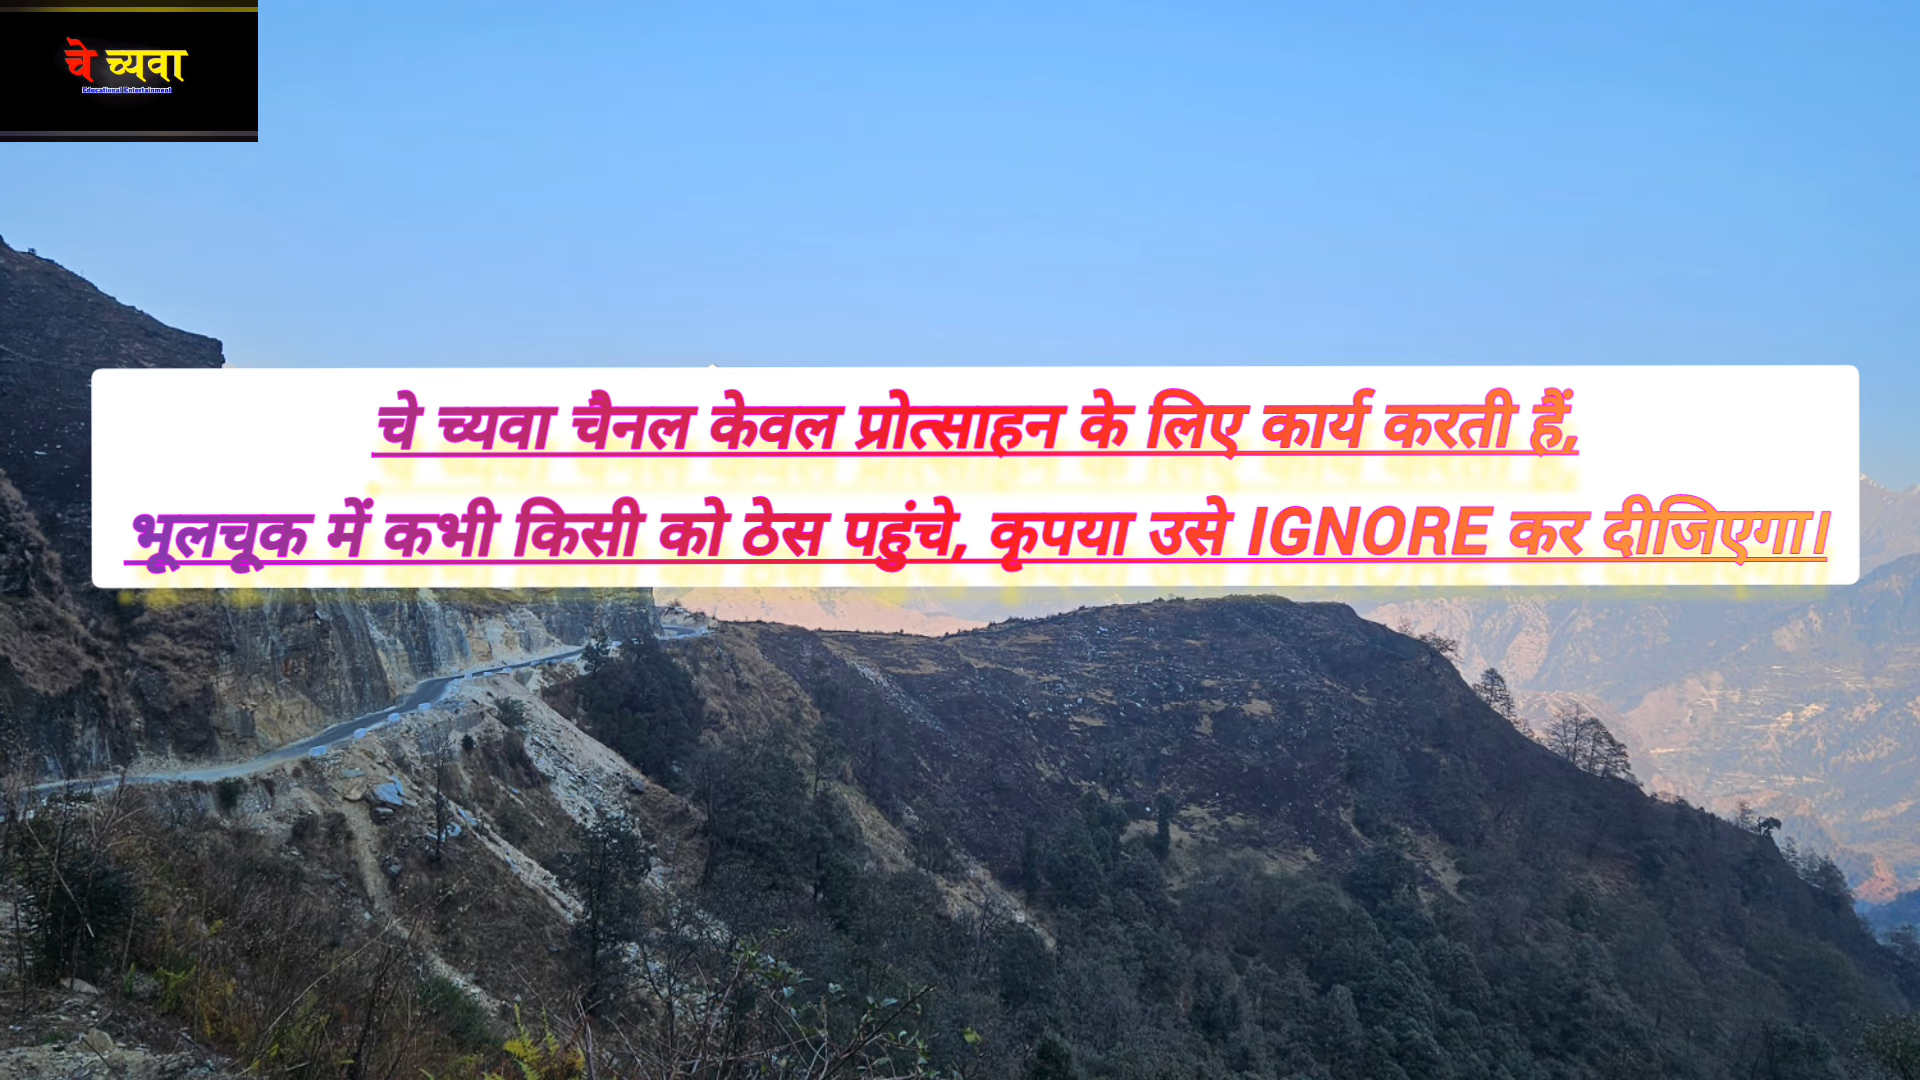 चे च्यवा
Educational Entertainment
चे च्यवा चैनल केवल प्रोत्साहन के लिए कार्य करती हैं,
भूलचूक में कभी किसी को ठेस पहुंचे, कृपया उसे IGNORE कर दीजिएगा।